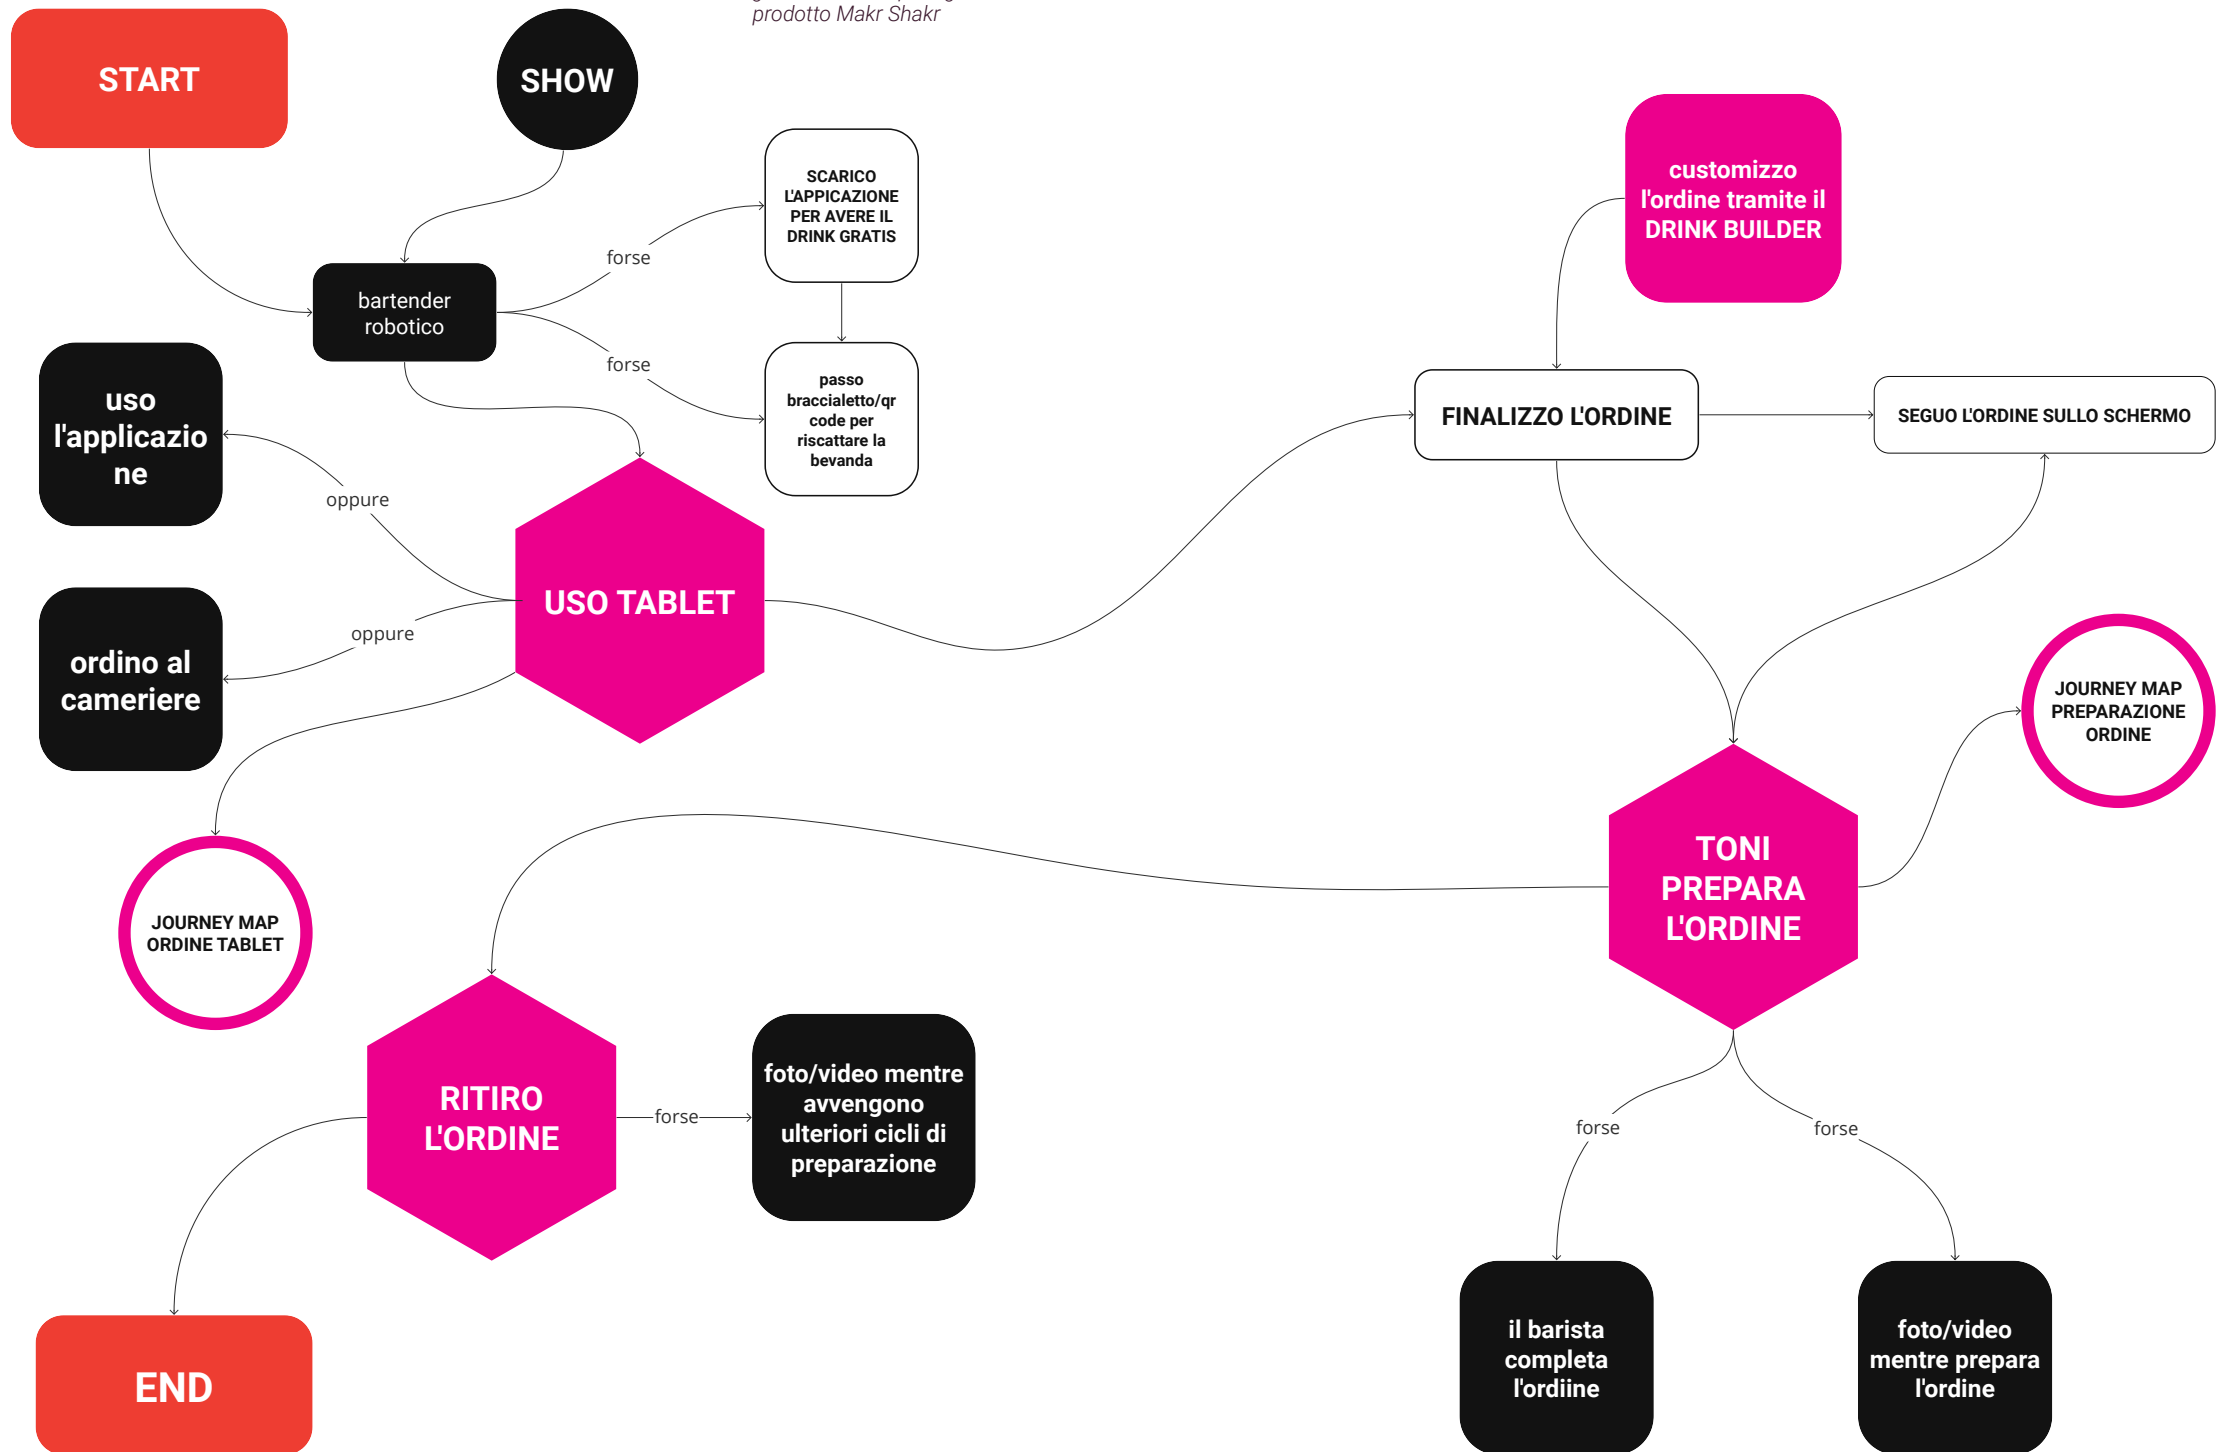 prodotto Makr Shakr
START
SHOW
SCARICO
L'APPICAZIONE
PER AVERE IL
DRINK GRATIS
customizzo
l'ordine tramite il
DRINK BUILDER
forse
bartender
robotico
forse
passo
braccialetto/qr
code per
riscattare la
bevanda
uso
l'applicazio
ne
FINALIZZO L'ORDINE
SEGUO L'ORDINE SULLO SCHERMO
oppure
USO TABLET
oppure
ordino al
cameriere
JOURNEY MAP
PREPARAZIONE
ORDINE
TONI
PREPARA
L'ORDINE
JOURNEY MAP
ORDINE TABLET
RITIRO
L'ORDINE
forse
foto/video mentre
avvengono
ulteriori cicli di
preparazione
forse
forse
END
il barista
completa
l'ordiine
foto/video
mentre prepara
l'ordine